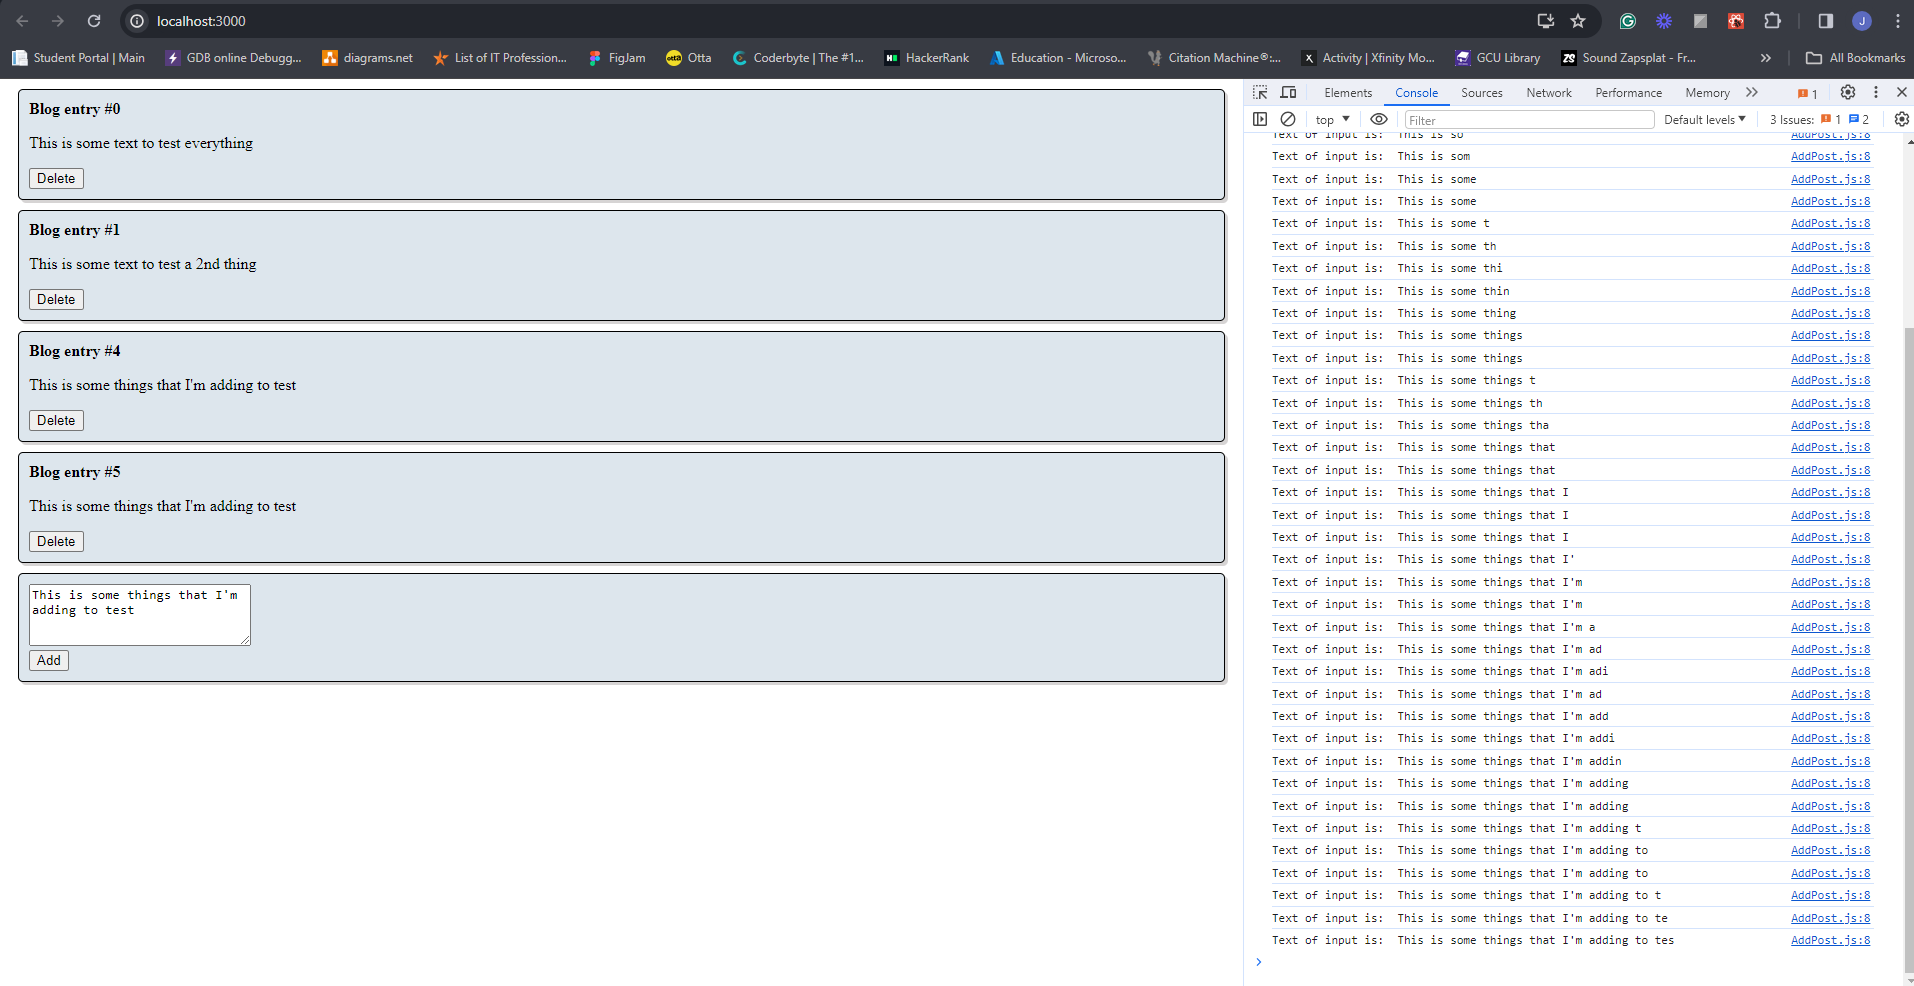 localhost:3000
Student Portal | Main
GDB online Debugg...
diagrams.net
List of IT Profession...
FigJam
Otta
Coderbyte | The #1...
HackerRank
Education - Microso...
Citation Machine®:...
Activity | Xfinity Mo...
GCU Library
Sound Zapsplat - Fr...
»
All Bookmarks
Blog entry #0
This is some text to test everything
Delete
Blog entry #1
This is some text to test a 2nd thing
Delete
Blog entry #4
This is some things that I'm adding to test
Delete
Blog entry #5
This is some things that I'm adding to test
Delete
This is some things that I'm
adding to test
Add
Elements Console Sources Network Performance Memory » 1
top Filter Default levels 3 Issues: 1 2
Text of input is: This is so AddPost.js:8
Text of input is: This is som AddPost.js:8
Text of input is: This is some AddPost.js:8
Text of input is: This is some AddPost.js:8
Text of input is: This is some t AddPost.js:8
Text of input is: This is some th AddPost.js:8
Text of input is: This is some thi AddPost.js:8
Text of input is: This is some thin AddPost.js:8
Text of input is: This is some thing AddPost.js:8
Text of input is: This is some things AddPost.js:8
Text of input is: This is some things AddPost.js:8
Text of input is: This is some things t AddPost.js:8
Text of input is: This is some things th AddPost.js:8
Text of input is: This is some things tha AddPost.js:8
Text of input is: This is some things that AddPost.js:8
Text of input is: This is some things that AddPost.js:8
Text of input is: This is some things that I AddPost.js:8
Text of input is: This is some things that I AddPost.js:8
Text of input is: This is some things that I AddPost.js:8
Text of input is: This is some things that I' AddPost.js:8
Text of input is: This is some things that I'm AddPost.js:8
Text of input is: This is some things that I'm AddPost.js:8
Text of input is: This is some things that I'm a AddPost.js:8
Text of input is: This is some things that I'm ad AddPost.js:8
Text of input is: This is some things that I'm adi AddPost.js:8
Text of input is: This is some things that I'm ad AddPost.js:8
Text of input is: This is some things that I'm add AddPost.js:8
Text of input is: This is some things that I'm addi AddPost.js:8
Text of input is: This is some things that I'm addin AddPost.js:8
Text of input is: This is some things that I'm adding AddPost.js:8
Text of input is: This is some things that I'm adding AddPost.js:8
Text of input is: This is some things that I'm adding t AddPost.js:8
Text of input is: This is some things that I'm adding to AddPost.js:8
Text of input is: This is some things that I'm adding to AddPost.js:8
Text of input is: This is some things that I'm adding to t AddPost.js:8
Text of input is: This is some things that I'm adding to te AddPost.js:8
Text of input is: This is some things that I'm adding to tes AddPost.js:8